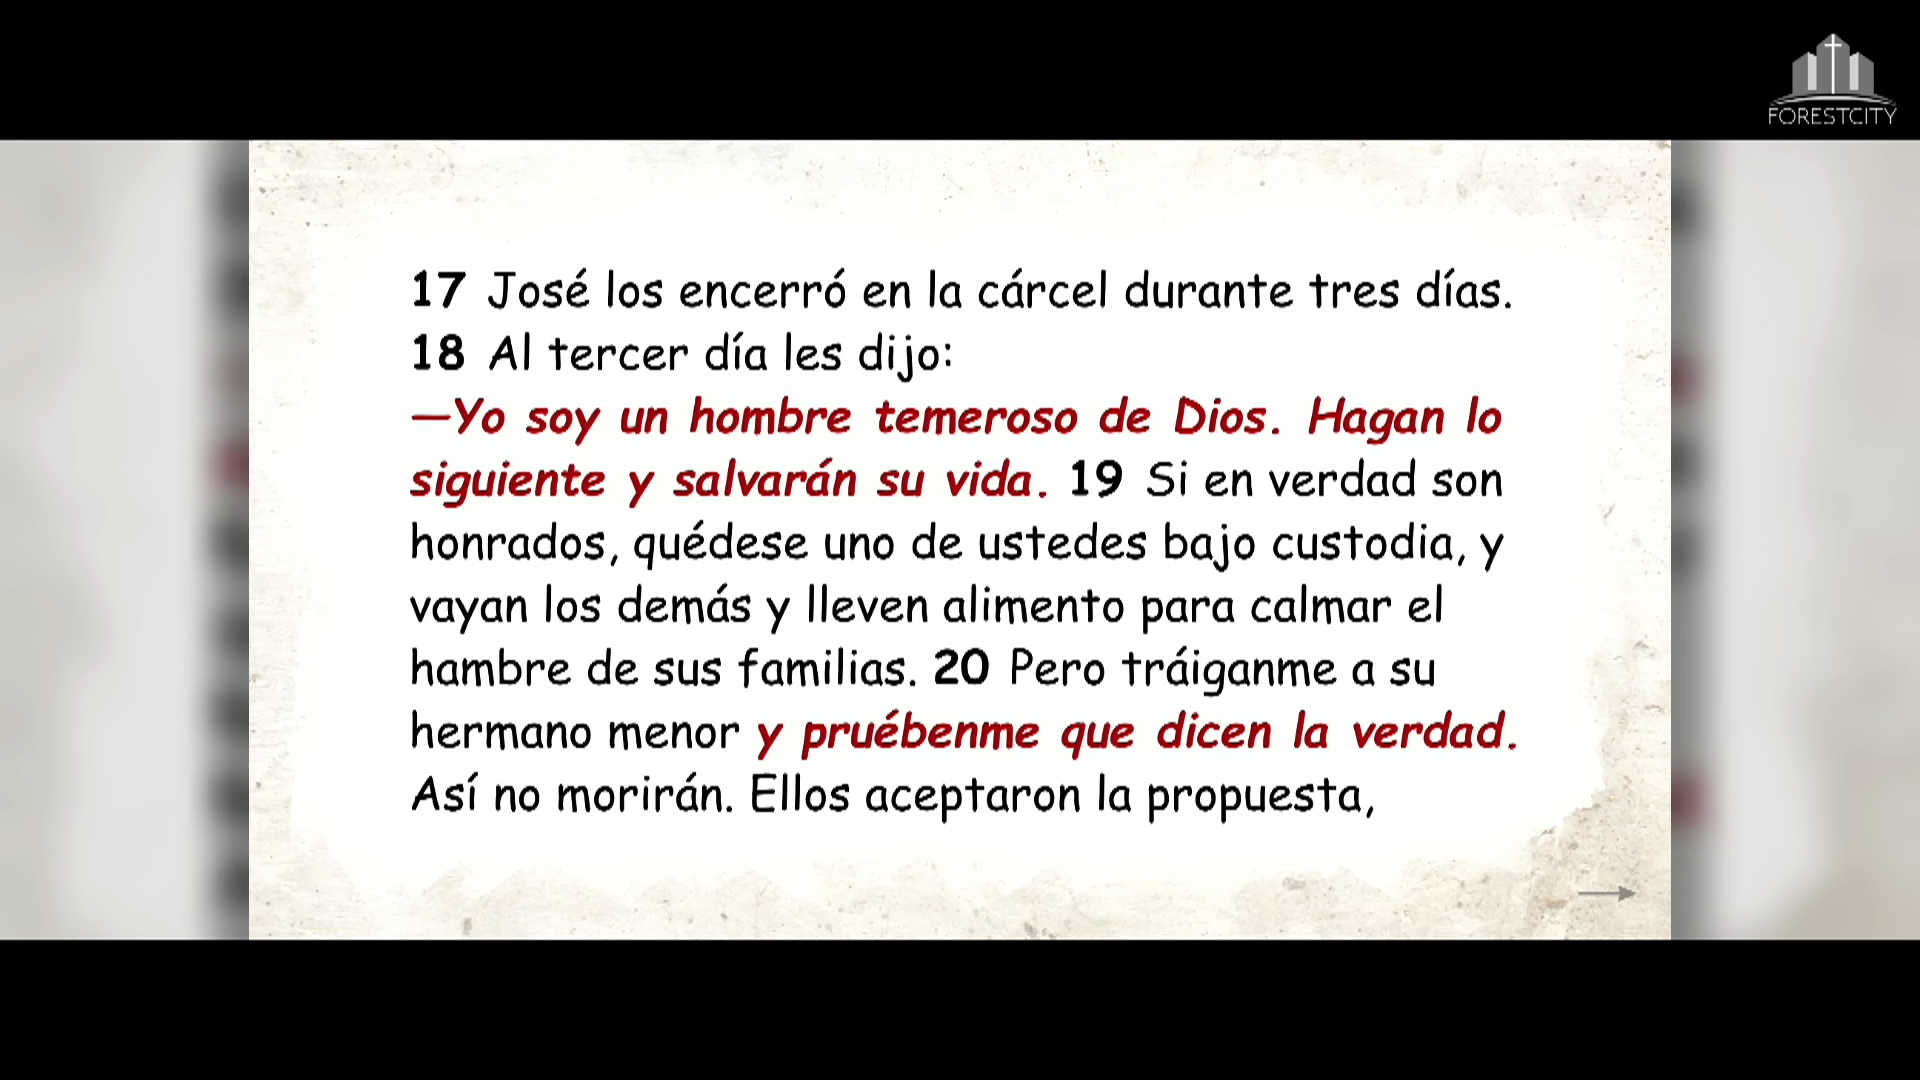 FORESTCITY
17 José los encerró en la cárcel durante tres días.
18 Al tercer día les dijo:
—Yo soy un hombre temeroso de Dios. Hagan lo
siguiente y salvarán su vida. 19 Si en verdad son
honrados, quédese uno de ustedes bajo custodia, y
vayan los demás y lleven alimento para calmar el
hambre de sus familias. 20 Pero tráiganme a su
hermano menor y pruébenme que dicen la verdad.
Así no morirán. Ellos aceptaron la propuesta,